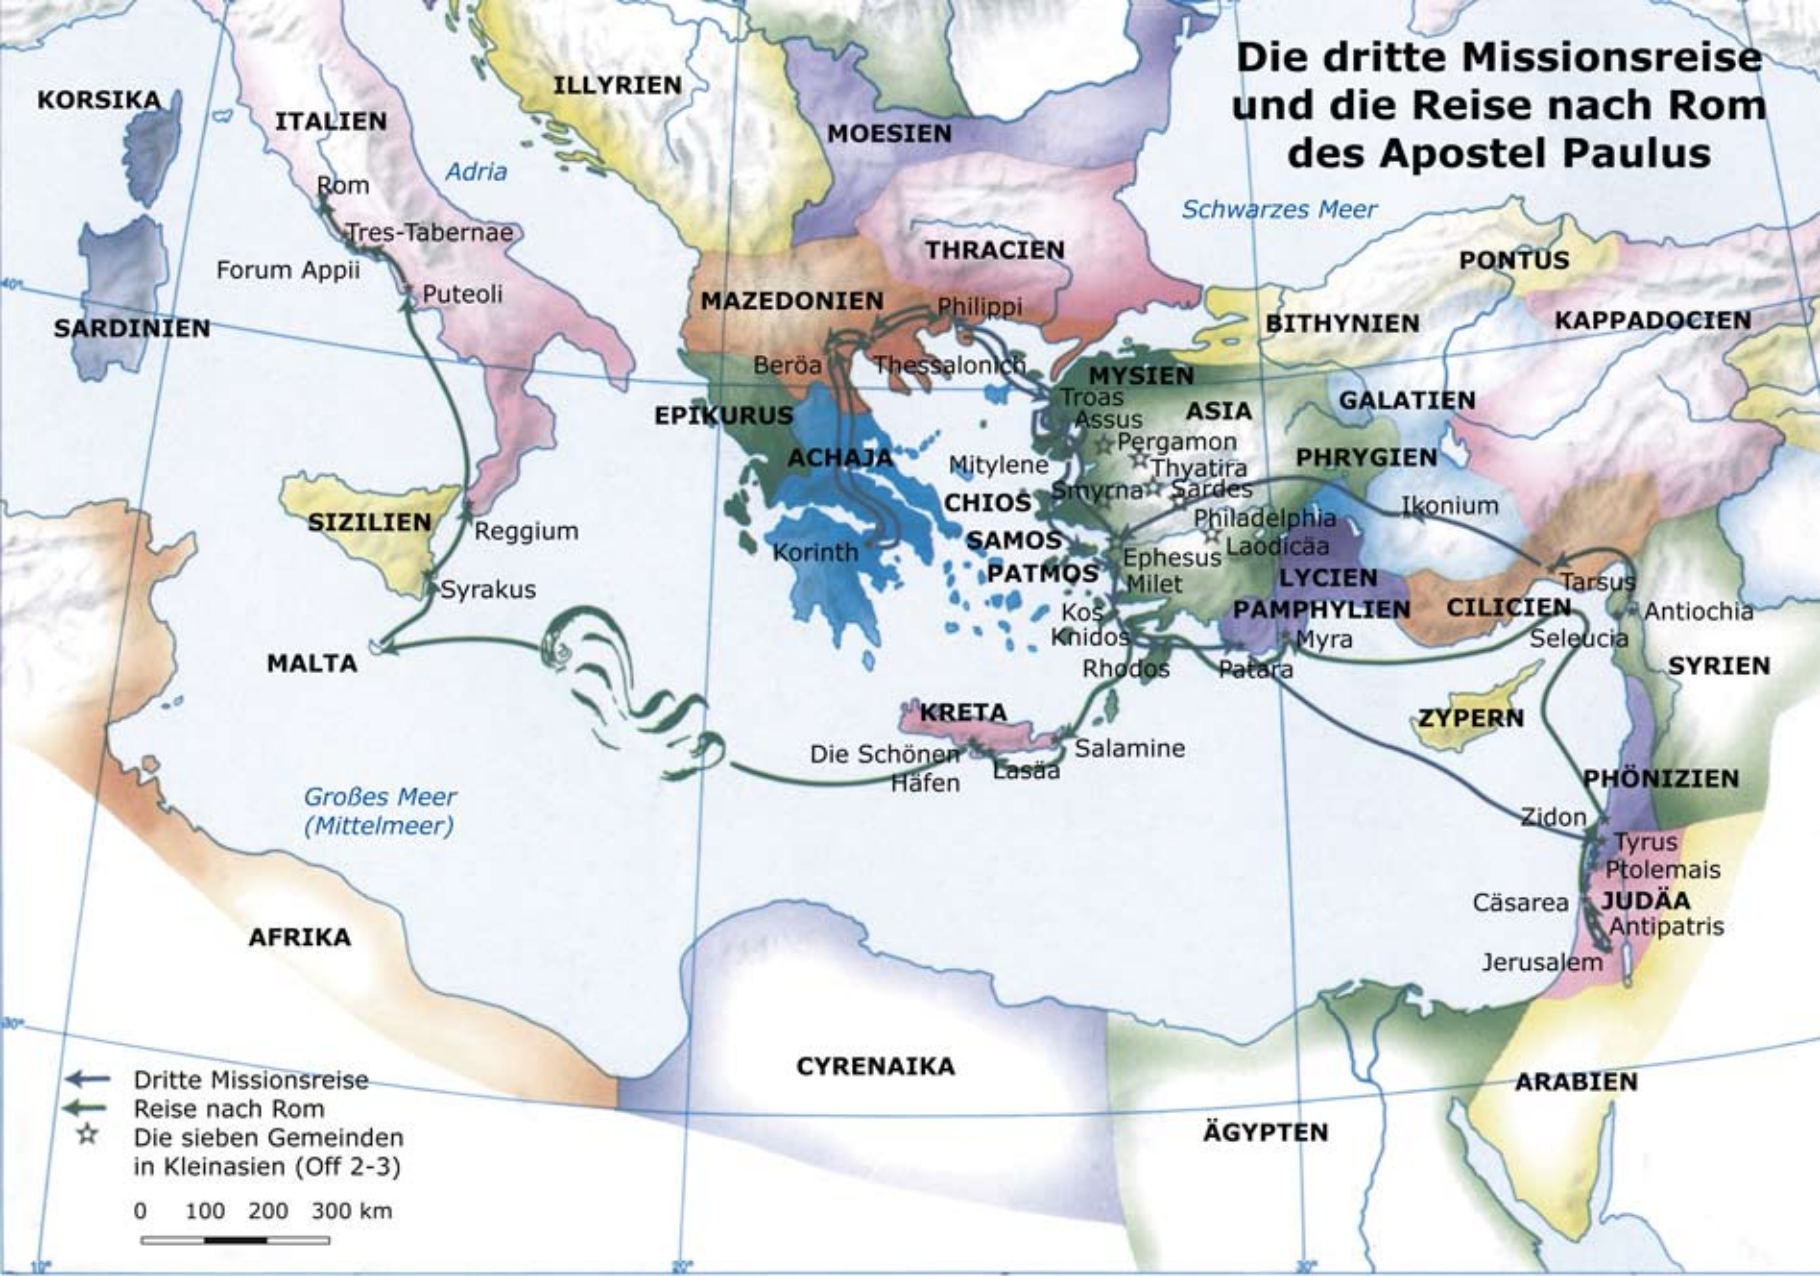 Die dritte Missionsreise
und die Reise nach Rom
des Apostel Paulus
KORSIKA
ITALIEN
ILLYRIEN
MOESIEN
Adria
Schwarzes Meer
Rom
Tres-Tabernae
Forum Appii
Puteoli
THRACIEN
PONTUS
MAZEDONIEN
Philippi
BITHYNIEN
KAPPADOCIEN
40°
SARDINIEN
Beröa
Thessalonich
MYSIEN
Troas
ASIA
GALATIEN
EPIKURUS
Assus
Pergamon
ACHAJA
Mitylene
Thyatira
PHRYGIEN
CHIOS
Smyrna
Sardes
Ikonium
SIZILIEN
Reggium
Philadelphia
SAMOS
Korinth
Ephesus
Laodicäa
PATMOS
Milet
LYCIEN
Tarsus
Syrakus
Kos
PAMPHYLIEN
CILICIEN
Antiochia
Knidos
Myra
Seleucia
MALTA
Rhodos
Patara
SYRIEN
KRETA
ZYPERN
Die Schönen
Häfen
Lasäa
Salamine
PHÖNIZIEN
Großes Meer
(Mittelmeer)
Zidon
Tyrus
Ptolemais
Cäsarea
JUDÄA
Antipatris
AFRIKA
Jerusalem
30°
CYRENAIKA
ÄGYPTEN
ARABIEN
Dritte Missionsreise
Reise nach Rom
Die sieben Gemeinden
in Kleinasien (Off 2-3)
0 100 200 300 km
10°
20°
30°